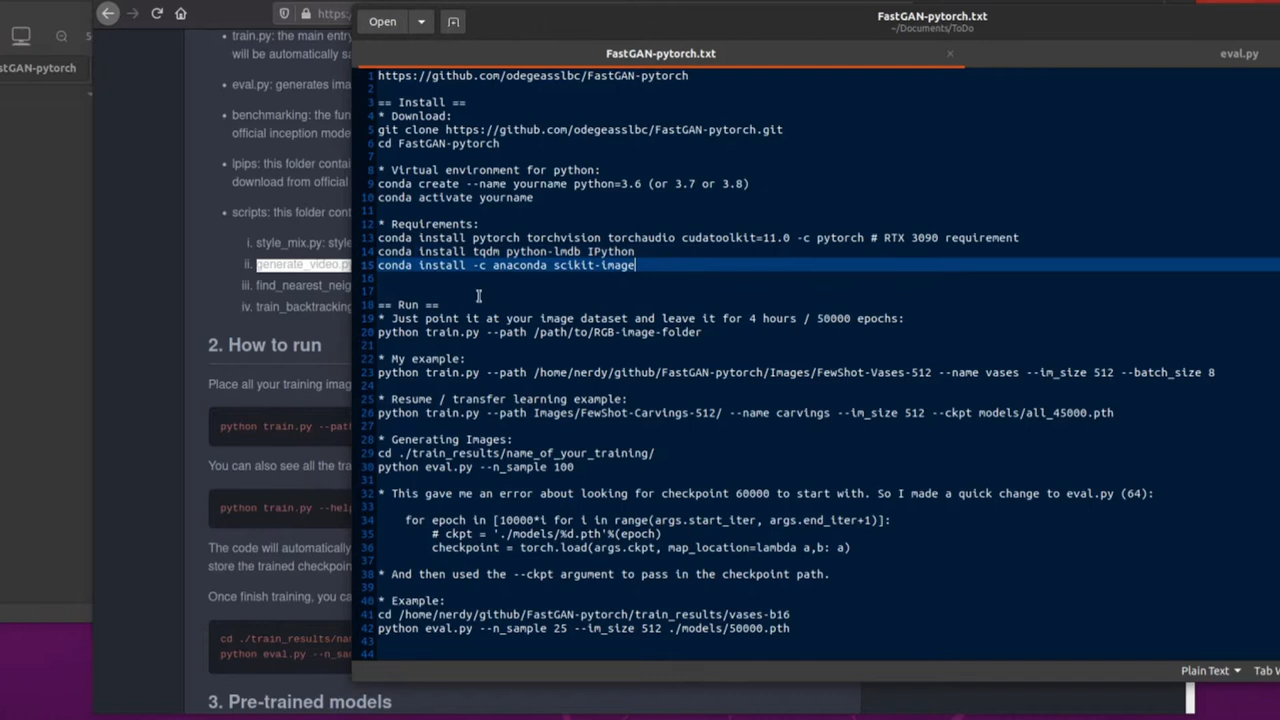 Open
FastGAN-pytorch.txt
~/Documents/ToDo
https:
stGAN-pytorch
FastGAN-pytorch.txt
eval.py
train.py: the main entry
will be automatically sa
eval.py: generates ima
benchmarking: the fun
official inception mode
lpips: this folder contai
download from official
scripts: this folder cont
i. style_mix.py: style
ii. generate_video.py
iii. find_nearest_neig
iv. train_backtracking
2. How to run
Place all your training imag
python train.py --path
You can also see all the tra
python train.py --help
The code will automatically
store the trained checkpoin
Once finish training, you ca
cd ./train_results/nam
python eval.py --n_sam
3. Pre-trained models
1 https://github.com/odegeasslbc/FastGAN-pytorch
2
3 == Install ==
4 * Download:
5 git clone https://github.com/odegeasslbc/FastGAN-pytorch.git
6 cd FastGAN-pytorch
7
8 * Virtual environment for python:
9 conda create --name yourname python=3.6 (or 3.7 or 3.8)
10 conda activate yourname
11
12 * Requirements:
13 conda install pytorch torchvision torchaudio cudatoolkit=11.0 -c pytorch # RTX 3090 requirement
14 conda install tqdm python-lmdb IPython
15 conda install -c anaconda scikit-image
16
17
18 == Run ==
19 * Just point it at your image dataset and leave it for 4 hours / 50000 epochs:
20 python train.py --path /path/to/RGB-image-folder
21
22 * My example:
23 python train.py --path /home/nerdy/github/FastGAN-pytorch/Images/FewShot-Vases-512 --name vases --im_size 512 --batch_size 8
24
25 * Resume / transfer learning example:
26 python train.py --path Images/FewShot-Carvings-512/ --name carvings --im_size 512 --ckpt models/all_45000.pth
27
28 * Generating Images:
29 cd ./train_results/name_of_your_training/
30 python eval.py --n_sample 100
31
32 * This gave me an error about looking for checkpoint 60000 to start with. So I made a quick change to eval.py (64):
33
34 for epoch in [10000*i for i in range(args.start_iter, args.end_iter+1)]:
35 # ckpt = './models/%d.pth'%(epoch)
36 checkpoint = torch.load(args.ckpt, map_location=lambda a,b: a)
37
38 * And then used the --ckpt argument to pass in the checkpoint path.
39
40 * Example:
41 cd /home/nerdy/github/FastGAN-pytorch/train_results/vases-b16
42 python eval.py --n_sample 25 --im_size 512 ./models/50000.pth
43
44
Plain Text
Tab W